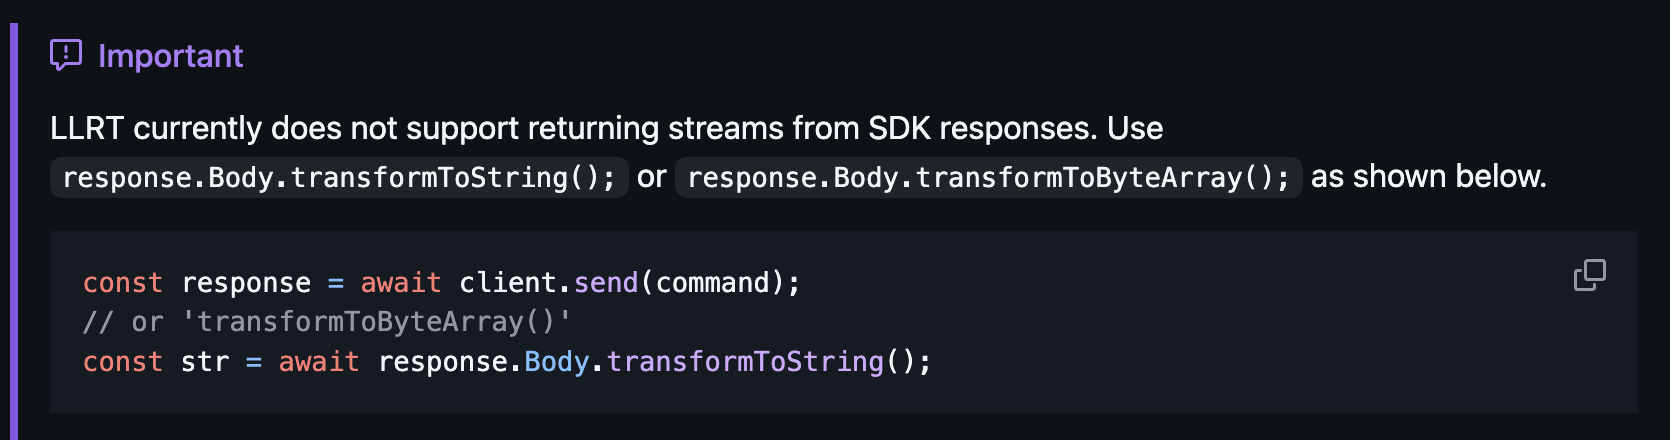 Important
LLRT currently does not support returning streams from SDK responses. Use
response.Body.transformToString(); or response.Body.transformToByteArray(); as shown below.
const response = await client.send(command);
// or 'transformToByteArray()'
const str = await response.Body.transformToString();